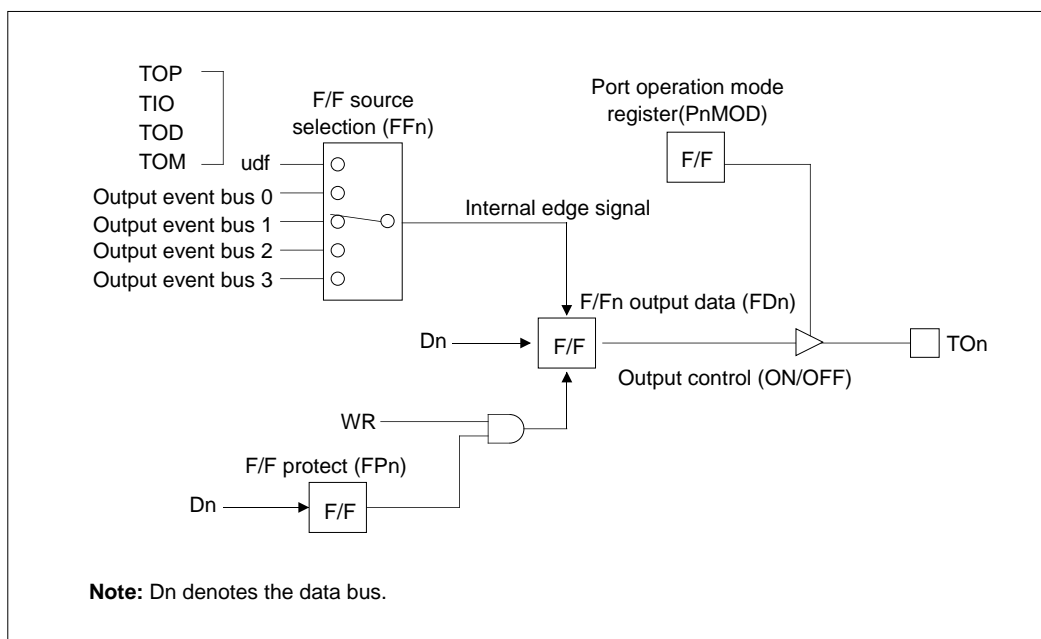 TOP
TIO
TOD
TOM
udf
Output event bus 0
Output event bus 1
Output event bus 2
Output event bus 3
F/F source
selection (FFn)
Port operation mode
register(PnMOD)
F/F
Internal edge signal
F/Fn output data (FDn)
Dn
F/F
TOn
Output control (ON/OFF)
WR
F/F protect (FPn)
Dn
F/F
Note: Dn denotes the data bus.